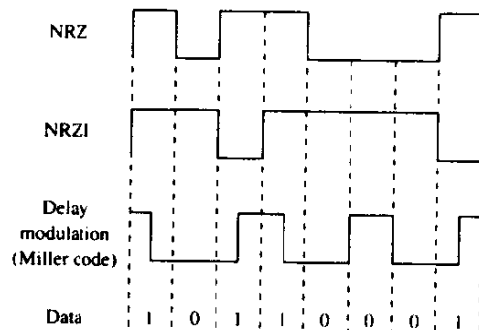 NRZ
NRZI
Delay
modulation
(Miller code)
Data 1 0 1 1 0 0 0 1